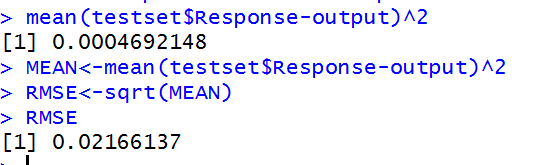 > mean(testset$Response-output)^2
[1] 0.0004692148
> MEAN<-mean(testset$Response-output)^2
> RMSE<-sqrt(MEAN)
> RMSE
[1] 0.02166137
>